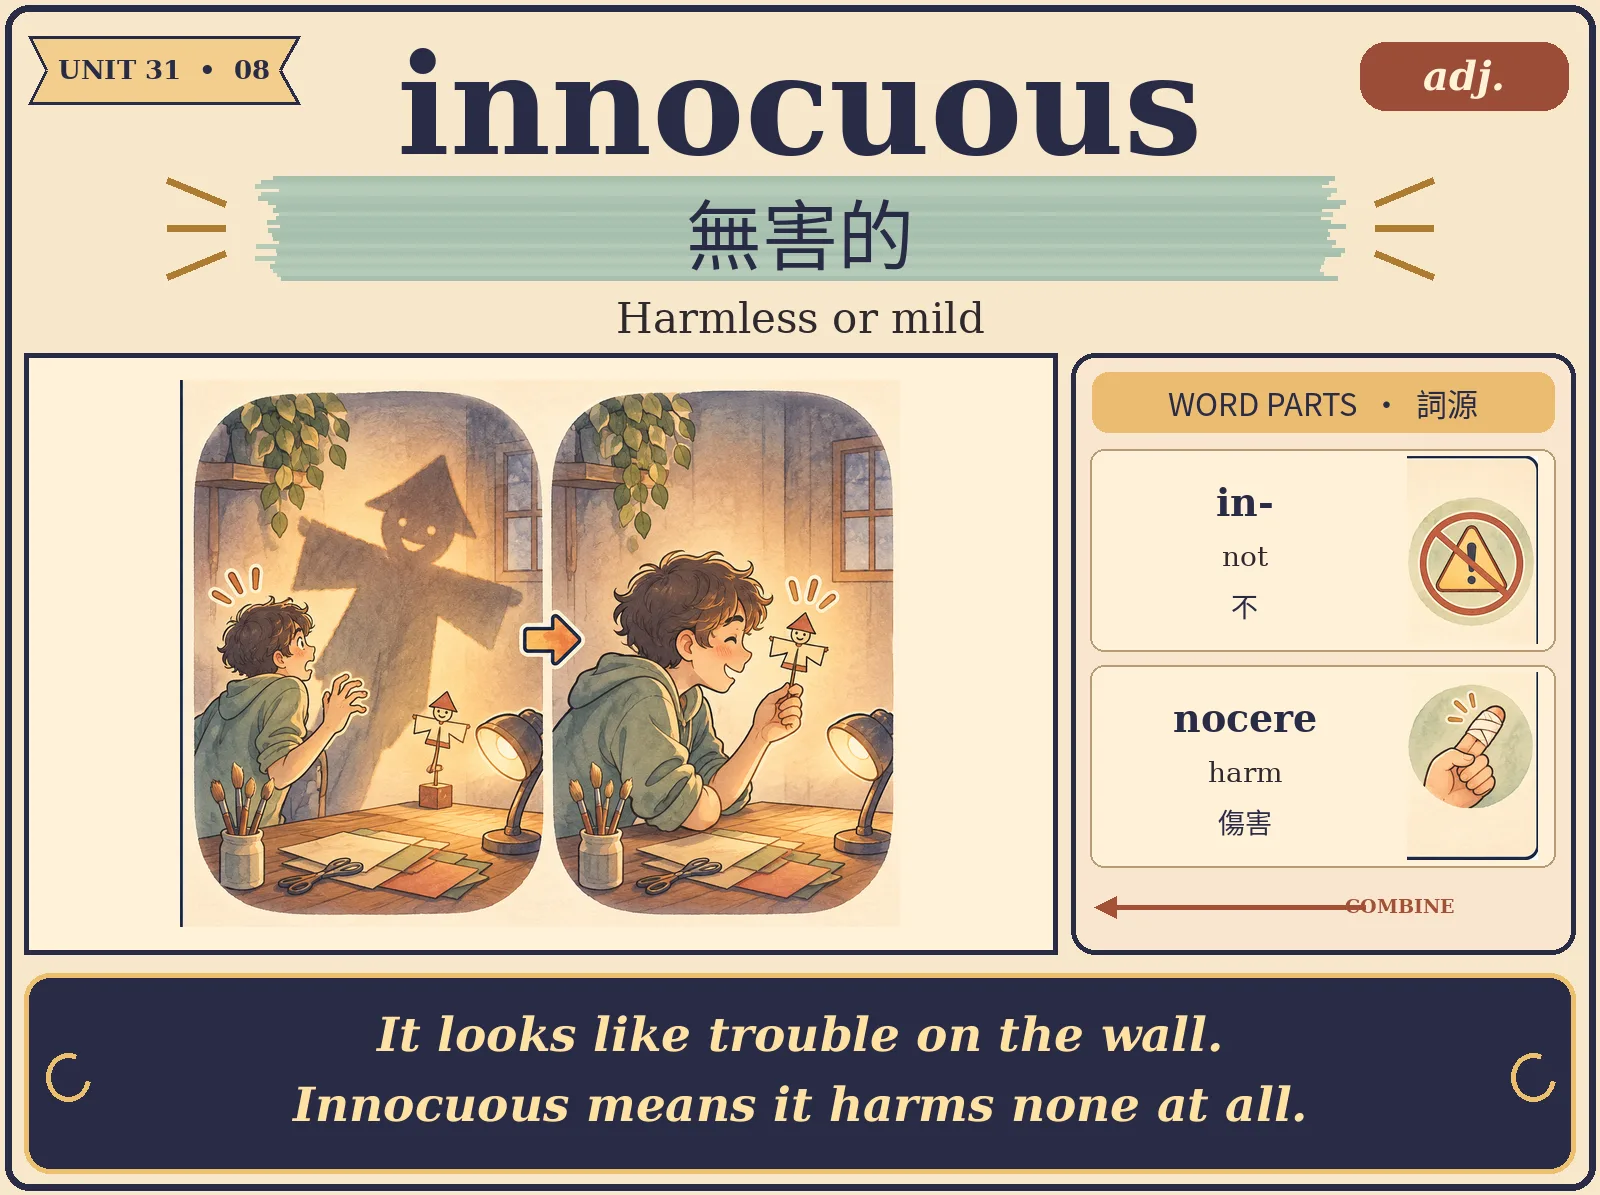 UNIT 31 • 08
innocuous
adj.
無害的
Harmless or mild
WORD PARTS • 詞源
in-
not
不
nocere
harm
傷害
COMBINE
It looks like trouble on the wall.
Innocuous means it harms none at all.